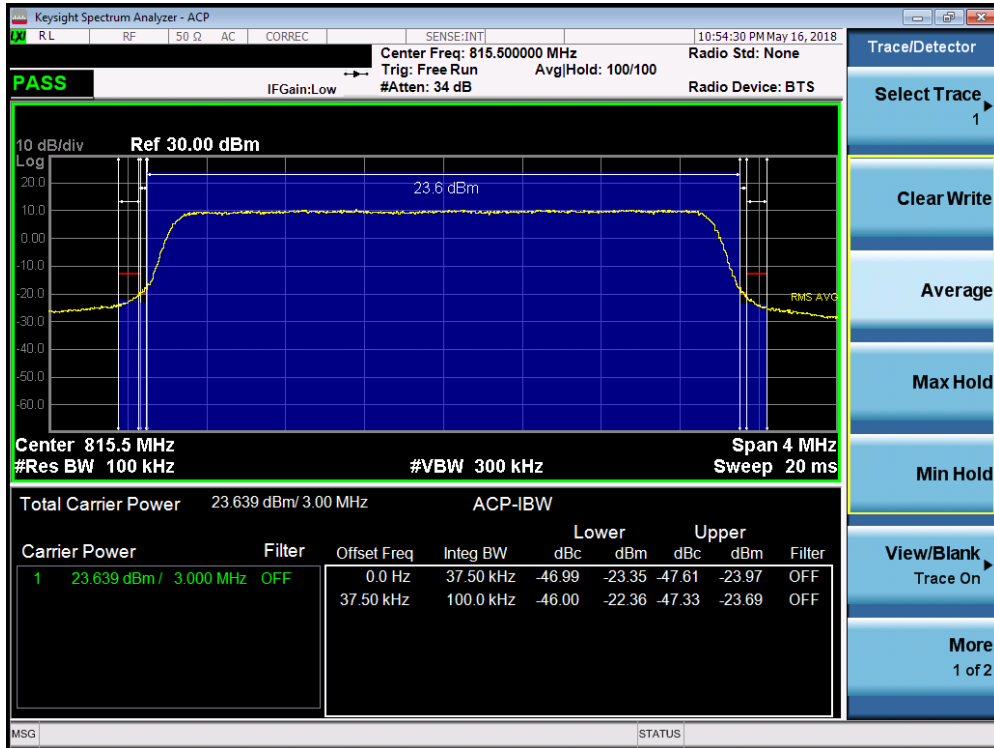 Keysight Spectrum Analyzer - ACP
LXI RL RF 50 Ω AC CORREC SENSE:INT 10:54:30 PM May 16, 2018
Center Freq: 815.500000 MHz Radio Std: None
Trig: Free Run Avg|Hold: 100/100
PASS IFGain:Low #Atten: 34 dB Radio Device: BTS
10 dB/div Ref 30.00 dBm
Log
20.0
10.0
0.00
-10.0
-20.0
-30.0
-40.0
-50.0
-60.0
23.6 dBm
RMS AVG
Center 815.5 MHz Span 4 MHz
#Res BW 100 kHz #VBW 300 kHz Sweep 20 ms
Total Carrier Power 23.639 dBm/ 3.00 MHz ACP-IBW
Lower Upper
Carrier Power Filter Offset Freq Integ BW dBc dBm dBc dBm Filter
1 23.639 dBm / 3.000 MHz OFF 0.0 Hz 37.50 kHz -46.99 -23.35 -47.61 -23.97 OFF
37.50 kHz 100.0 kHz -46.00 -22.36 -47.33 -23.69 OFF
MSG STATUS
Trace/Detector
Select Trace
1
Clear Write
Average
Max Hold
Min Hold
View/Blank
Trace On
More
1 of 2